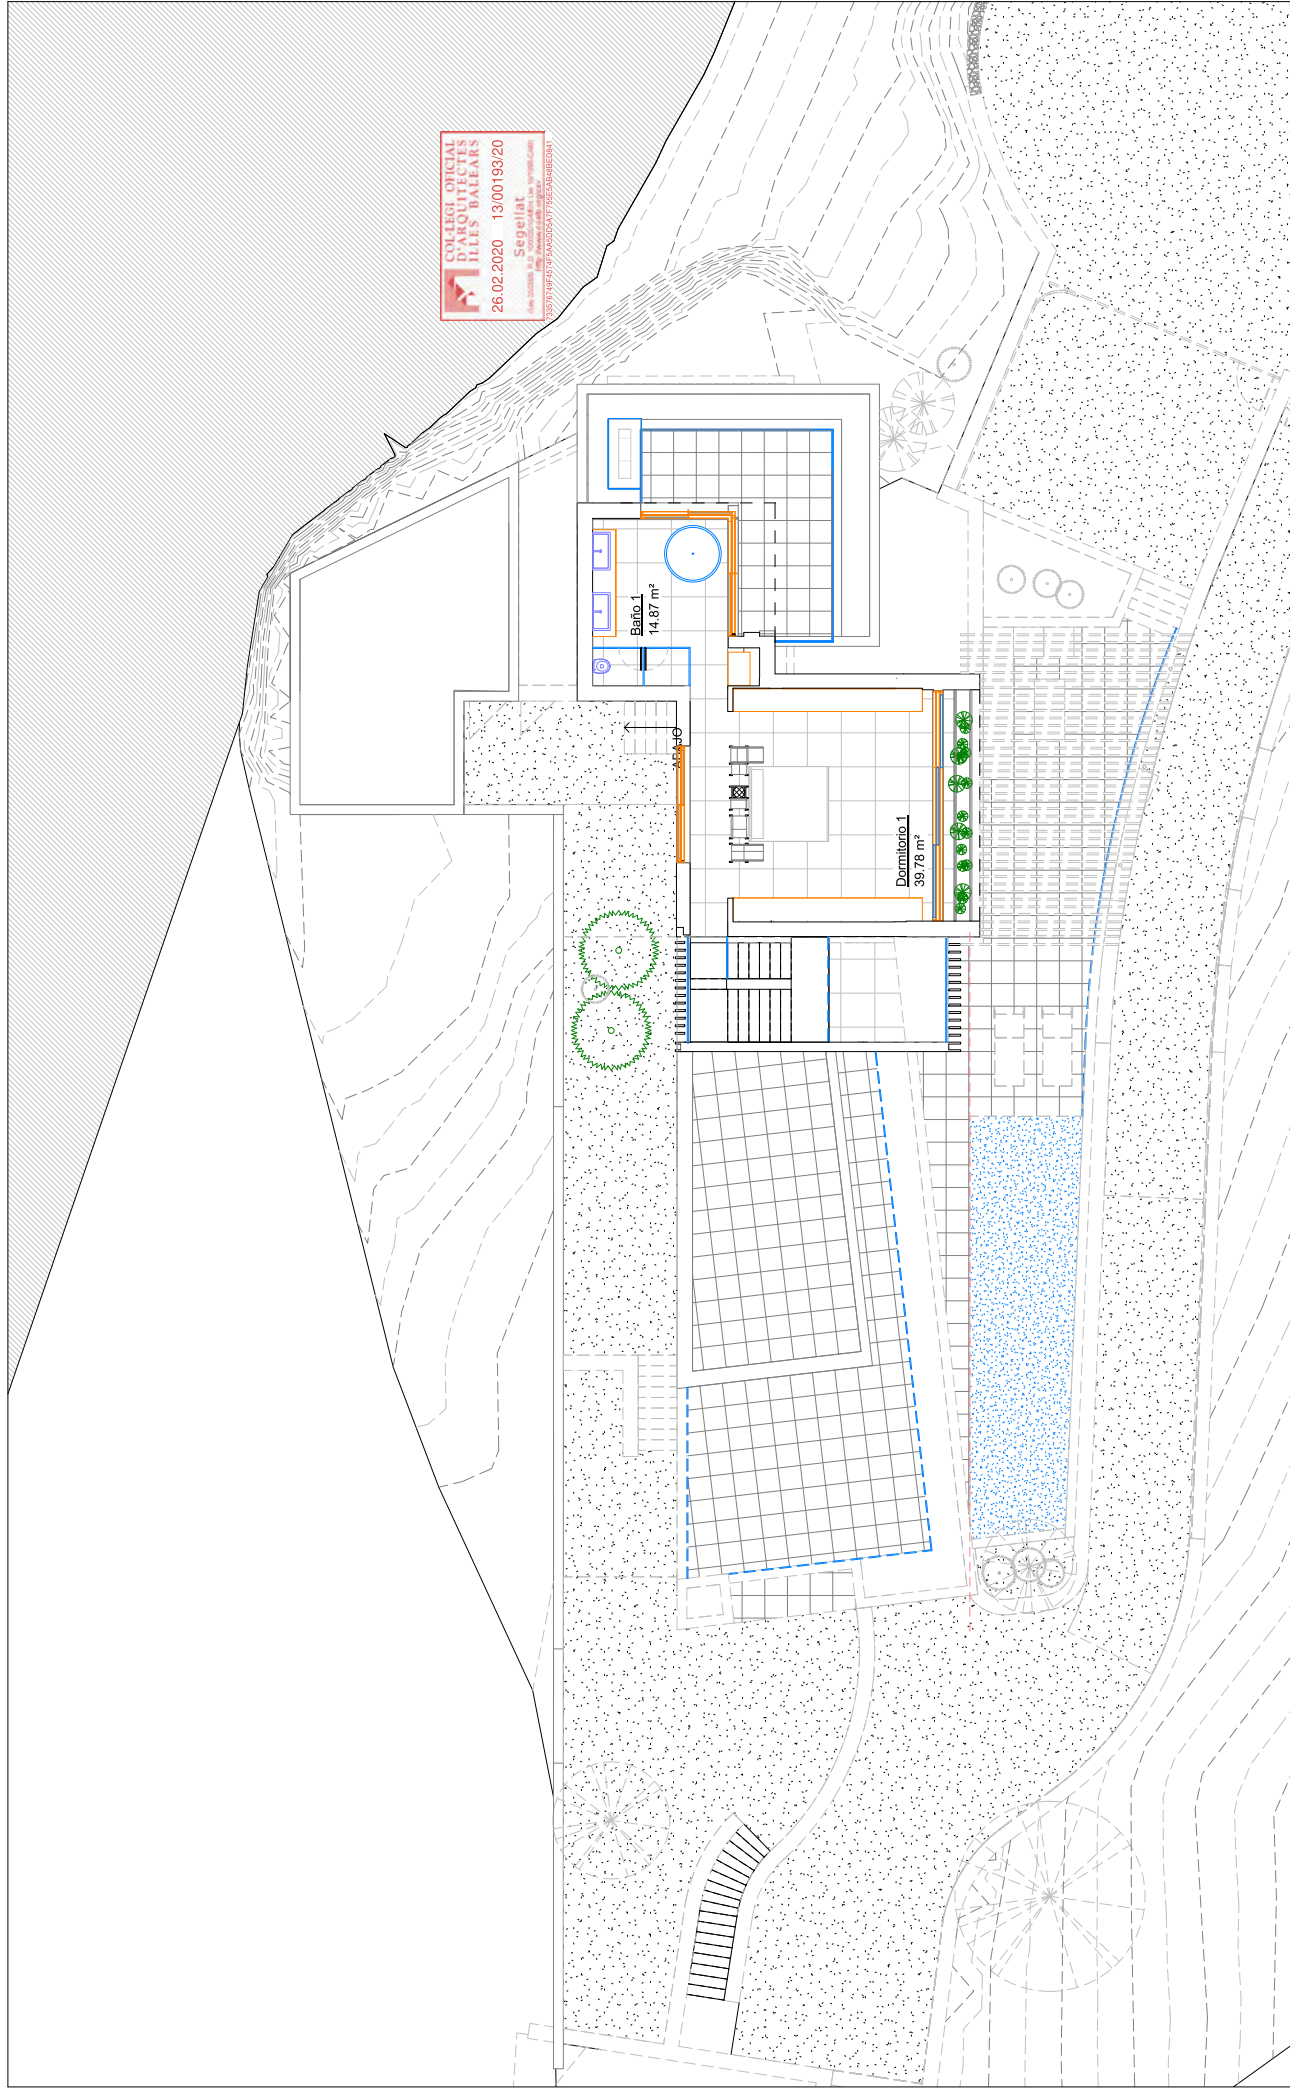 COL·LEGI OFICIAL
D'ARQUITECTES
ILLES BALEARS
26.02.2020 13/00193/20
Segellat
Baño 1
14.87 m²
ABAJO
Dormitorio 1
39.78 m²